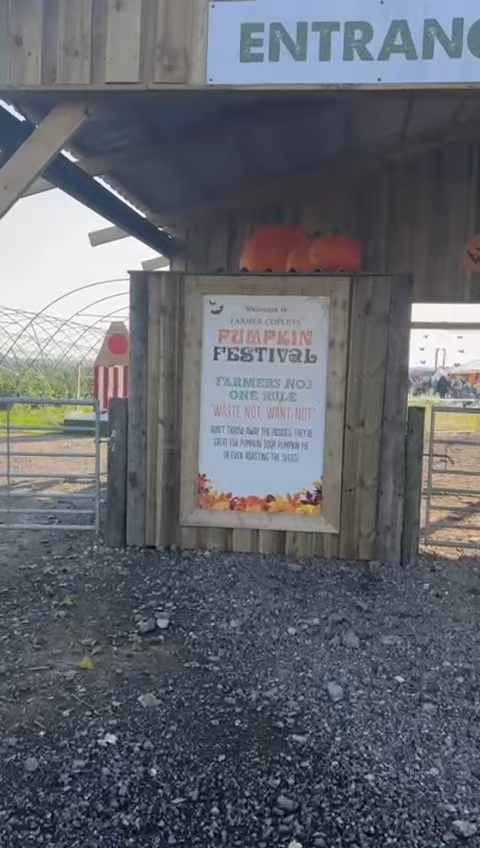 ENTRANC
Welcome to
FARMER COPLEYS
PUMPKIN
FESTIVAL
FARMERS NO.1
ONE RULE
"WASTE NOT, WANT NOT"
DON'T THROW AWAY THE INSIDES, THEY'RE
GREAT FOR PUMPKIN SOUP, PUMPKIN PIE
OR EVEN ROASTING THE SEEDS!